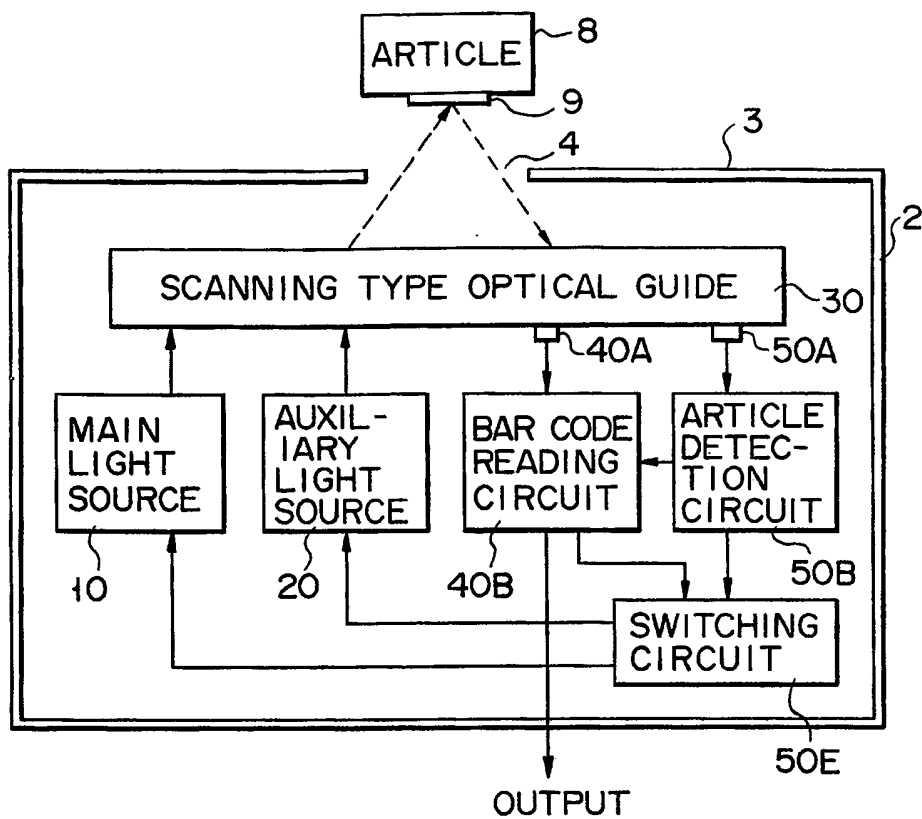 8
ARTICLE
9
3
4
2
SCANNING TYPE OPTICAL GUIDE
30
40A
50A
MAIN
LIGHT
SOURCE
AUXIL-
IARY
LIGHT
SOURCE
BAR CODE
READING
CIRCUIT
ARTICLE
DETEC-
TION
CIRCUIT
10
20
40B
50B
SWITCHING
CIRCUIT
50E
OUTPUT